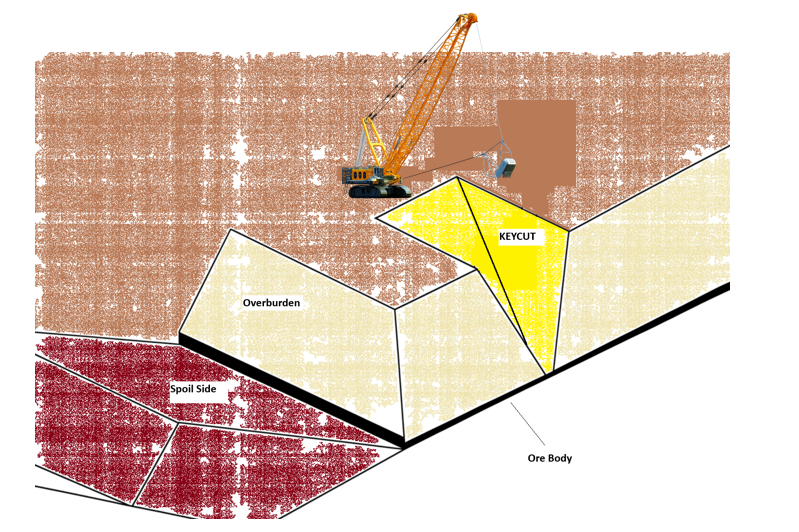 KEYCUT
Overburden
Spoil Side
Ore Body